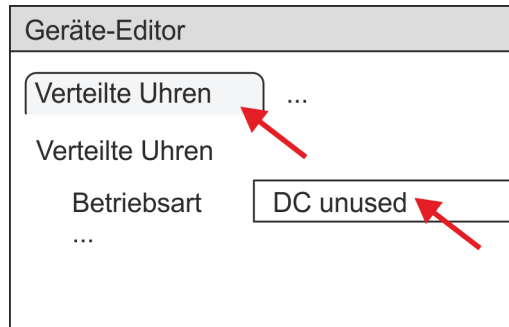 Geräte-Editor
Verteilte Uhren ...
Verteilte Uhren
Betriebsart DC unused
...